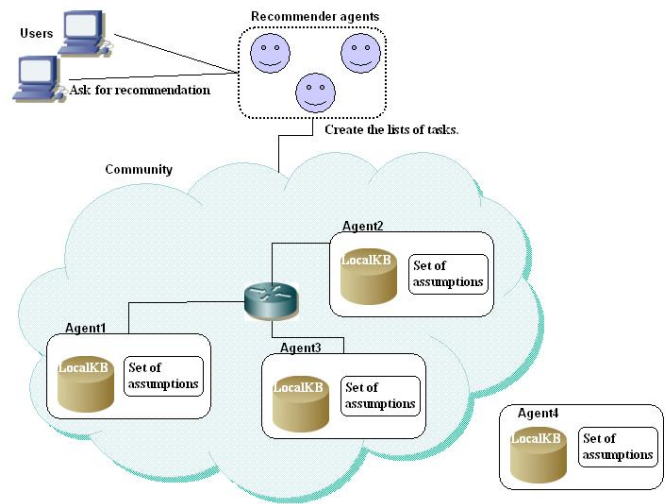 Recommender agents
Users
Ask for recommendation
Create the lists of tasks.
Community
Agent2
LocalKB
Set of
assumptions
Agent1
LocalKB
Set of
assumptions
Agent3
LocalKB
Set of
assumptions
Agent4
LocalKB
Set of
assumptions